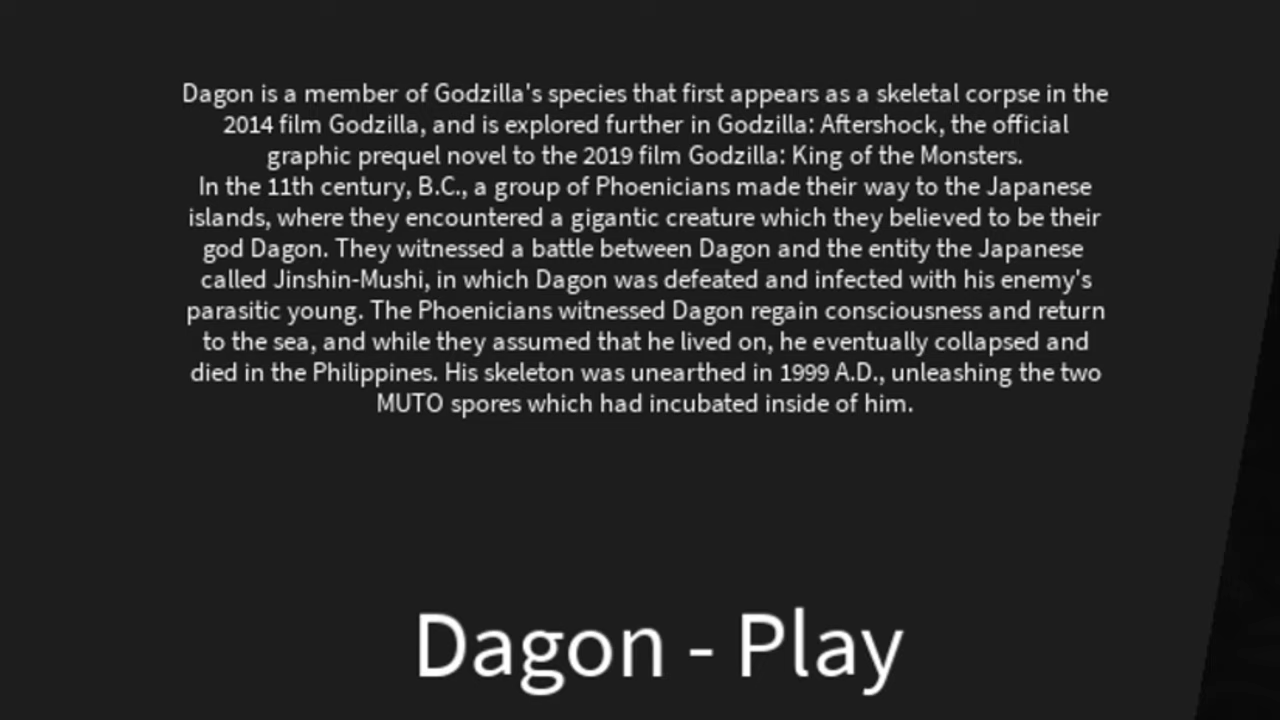 Dagon is a member of Godzilla's species that first appears as a skeletal corpse in the
2014 film Godzilla, and is explored further in Godzilla: Aftershock, the official
graphic prequel novel to the 2019 film Godzilla: King of the Monsters.
In the 11th century, B.C., a group of Phoenicians made their way to the Japanese
islands, where they encountered a gigantic creature which they believed to be their
god Dagon. They witnessed a battle between Dagon and the entity the Japanese
called Jinshin-Mushi, in which Dagon was defeated and infected with his enemy's
parasitic young. The Phoenicians witnessed Dagon regain consciousness and return
to the sea, and while they assumed that he lived on, he eventually collapsed and
died in the Philippines. His skeleton was unearthed in 1999 A.D., unleashing the two
MUTO spores which had incubated inside of him.
Dagon - Play